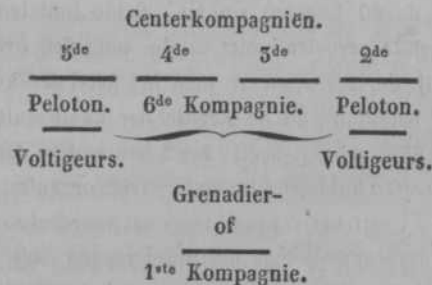 Centerkompagniën.
5de 4de 3de 2de
Peloton. 6de Kompagnie. Peloton.
Voltigeurs. Voltigeurs.
Grenadier-
of
1ste Kompagnie.